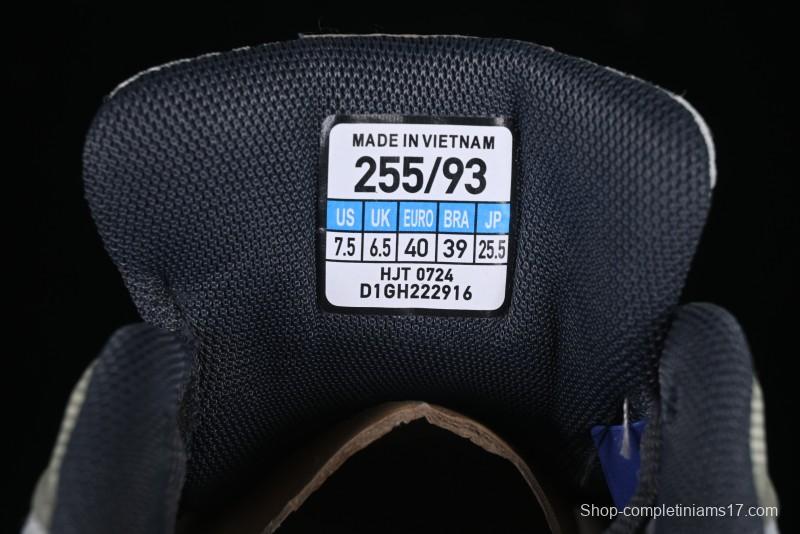 MADE IN VIETNAM
255/93
US UK EURO BRA JP
7.5 6.5 40 39 25.5
HJT 0724
D1GH222916
Shop-completiniams17.com